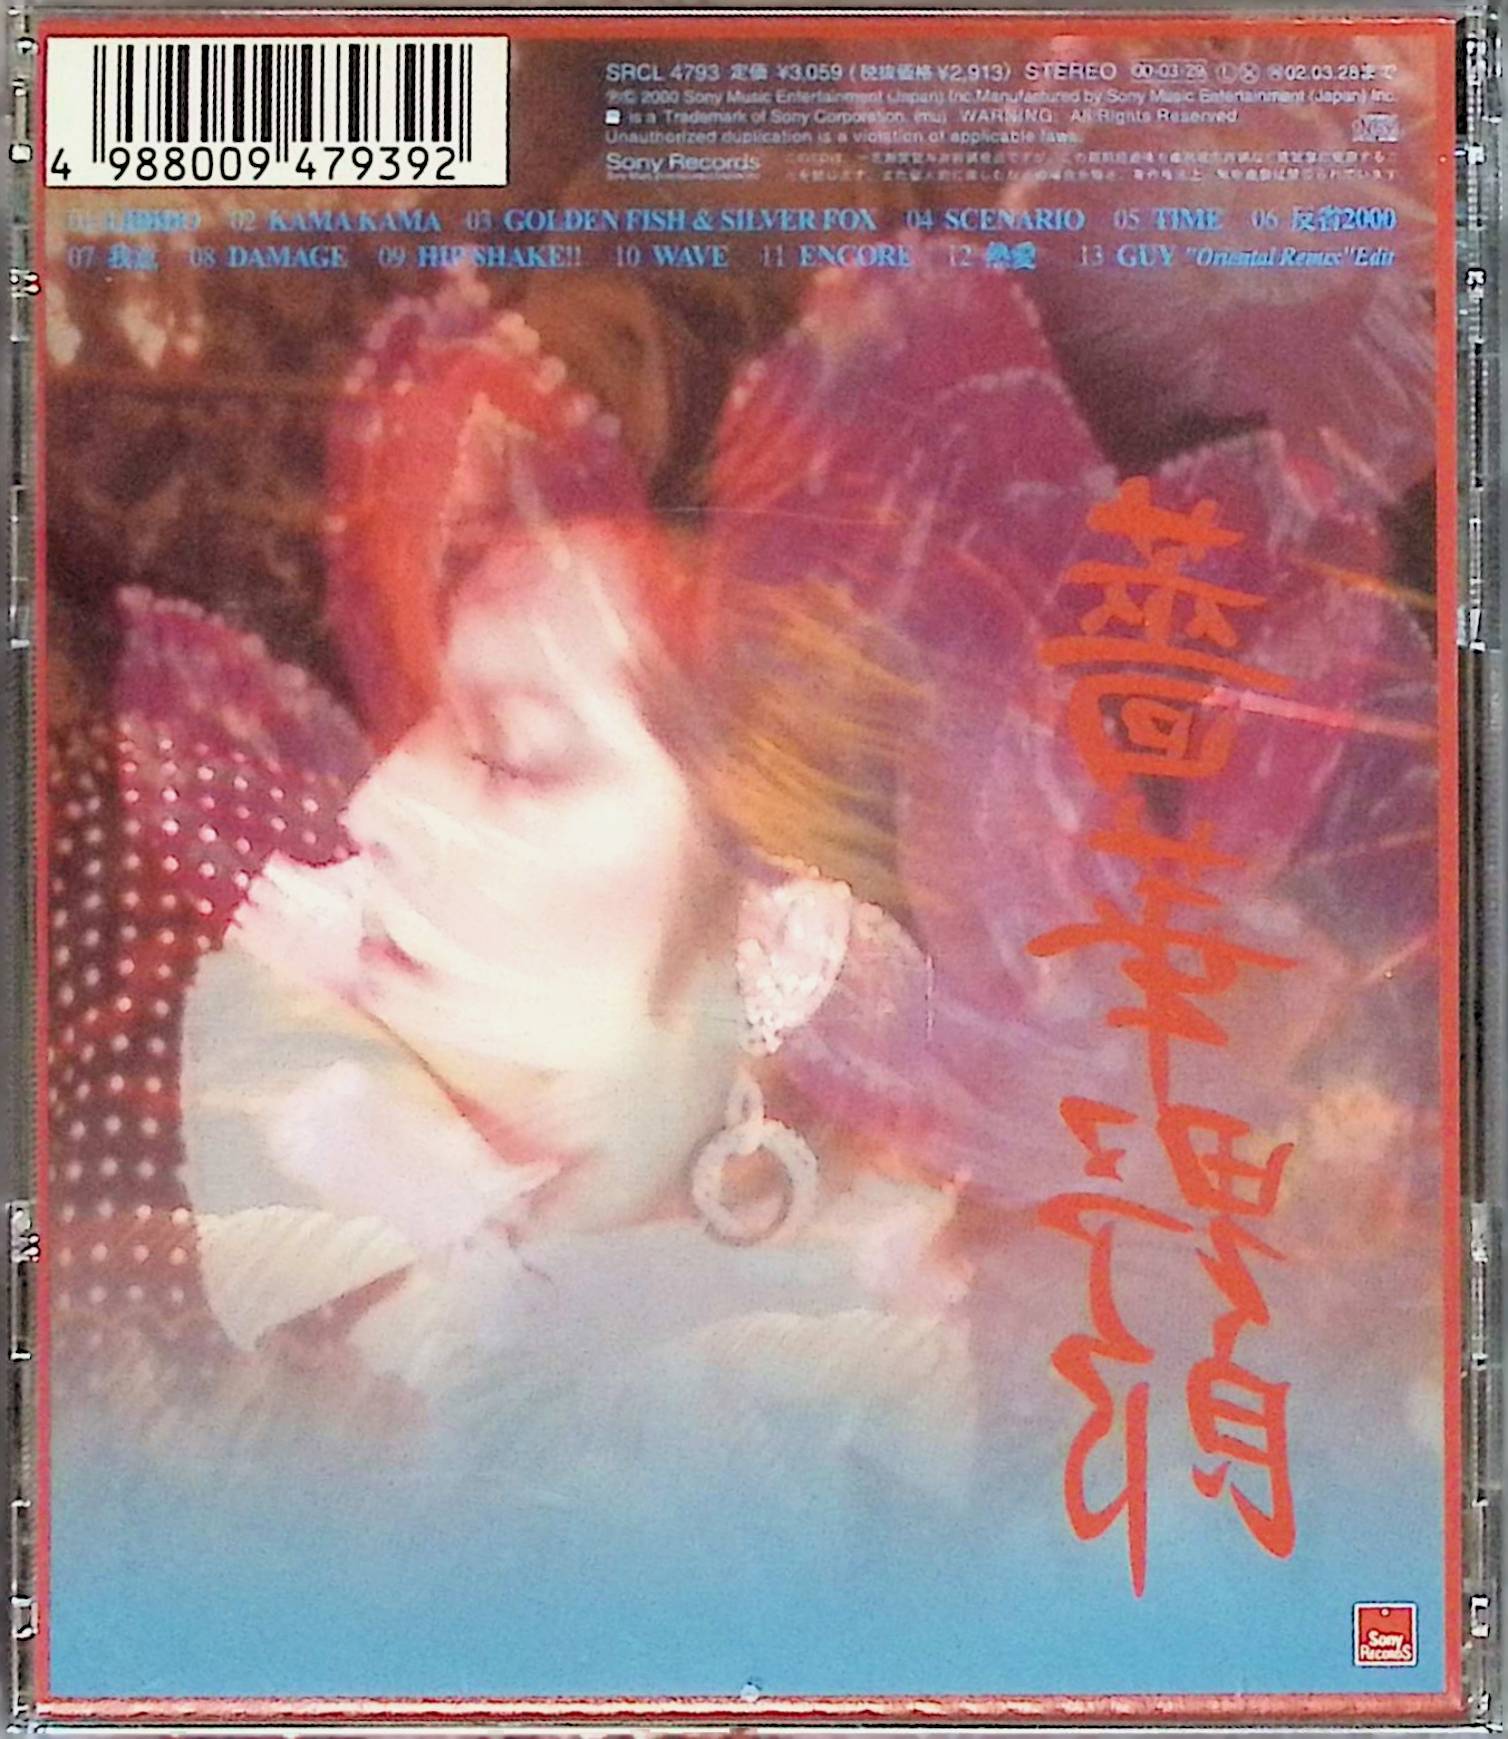 SRCL 4793 定価 ¥3,059 (税抜価格¥2,913) STEREO 00・03・29 Ⓛ Ⓧ 02.03.28まで
℗© 2000 Sony Music Entertainment (Japan) Inc. Manufactured by Sony Music Entertainment (Japan) Inc.
is a Trademark of Sony Corporation. (mu) WARNING: All Rights Reserved.
Unauthorized duplication is a violation of applicable laws.
Sony Records
4 988009 479392
01 LIBIDO 02 KAMA KAMA 03 GOLDEN FISH & SILVER FOX 04 SCENARIO 05 TIME 06 反省2000
07 08 DAMAGE 09 HIP SHAKE!! 10 WAVE 11 ENCORE 12 熱愛 13 GUY "Oriental Remix" Edit
薔
Sony
RECORDS